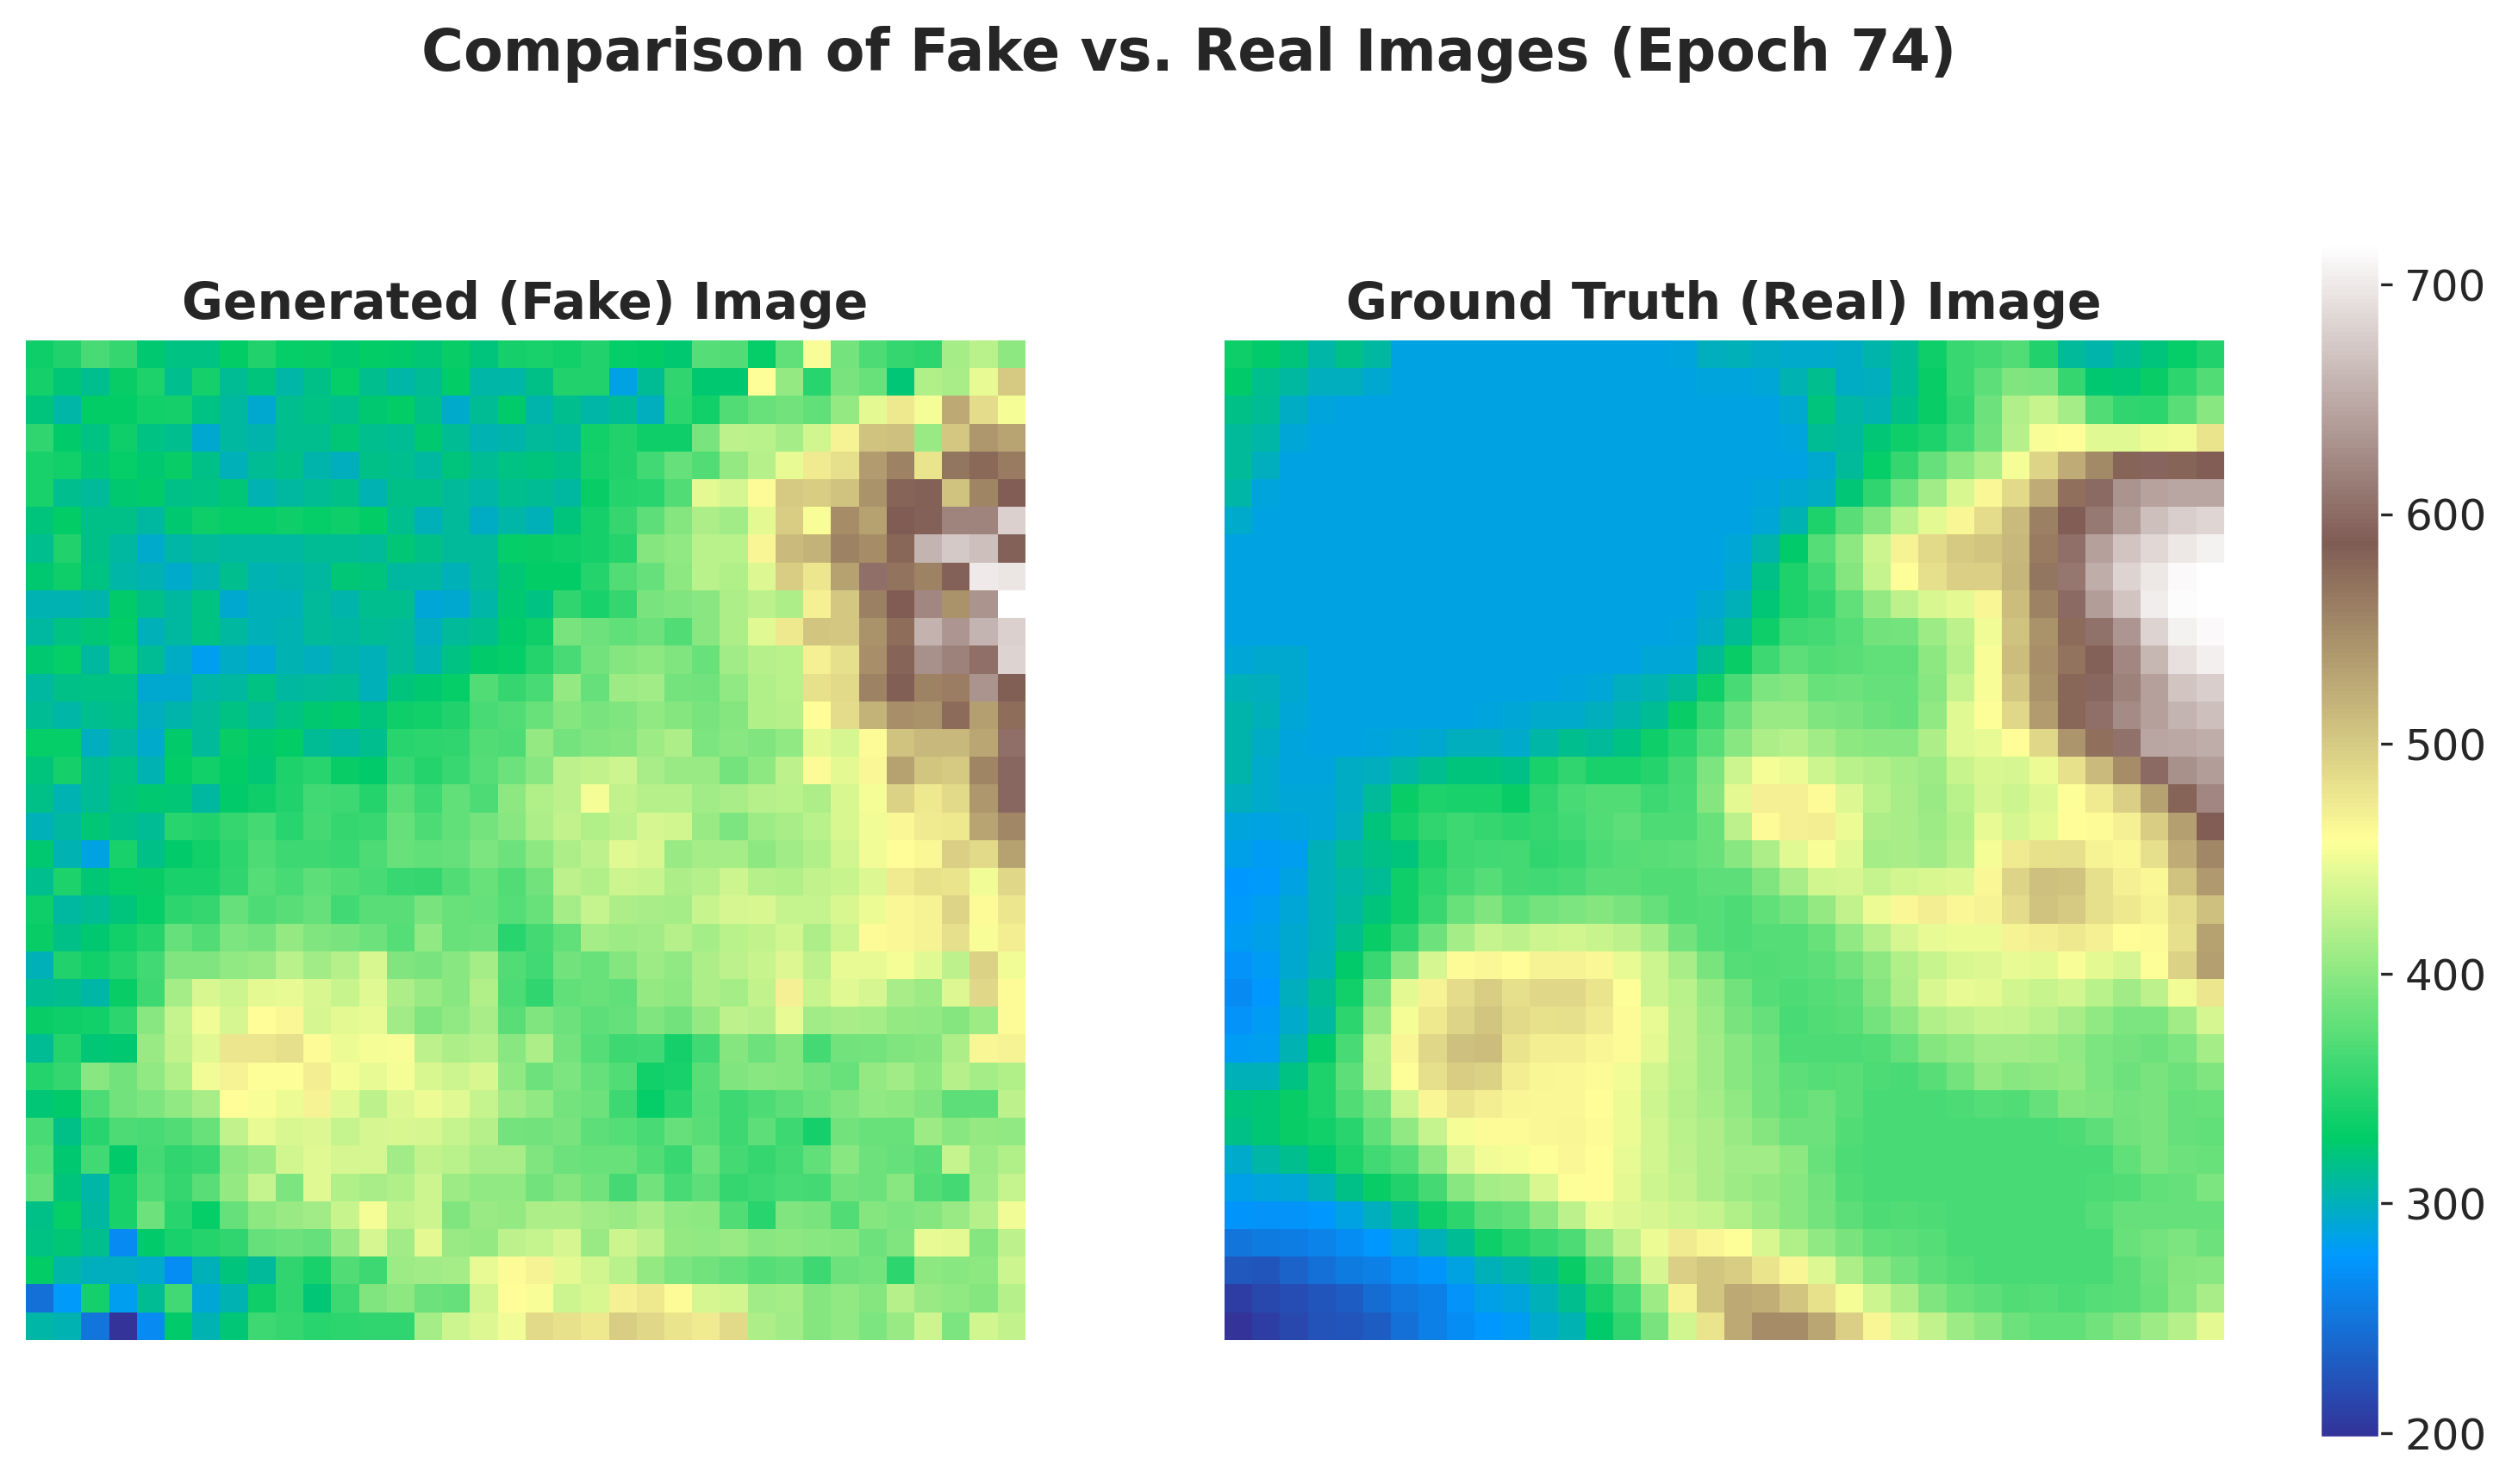 Comparison of Fake vs. Real Images (Epoch 74)
Generated (Fake) Image
Ground Truth (Real) Image
700
600
500
400
300
200